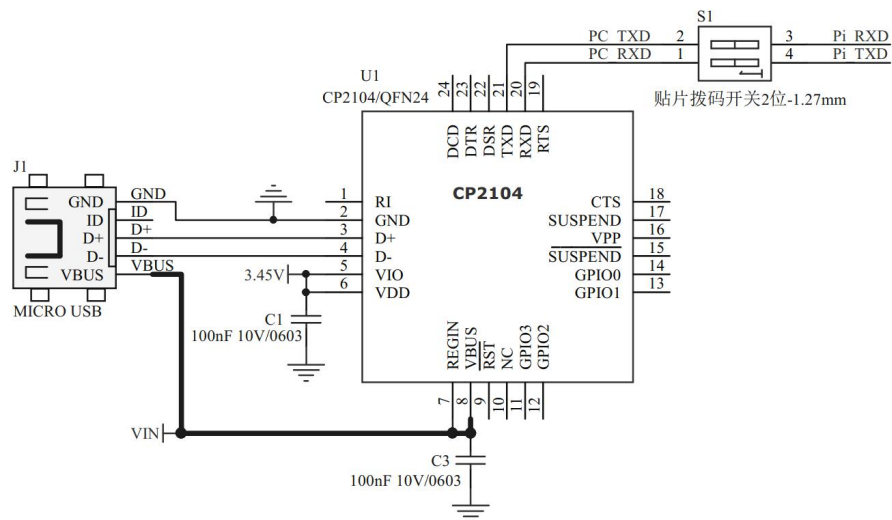 S1
PC TXD 2 3 Pi RXD
PC RXD 1 4 Pi TXD
贴片拨码开关2位-1.27mm
U1
CP2104/QFN24
24 23 22 21 20 19
DCD DTR DSR TXD RXD RTS
CP2104
J1
MICRO USB
GND GND
ID ID
D+ D+
D- D-
VBUS VBUS
1 RI
2 GND
3 D+
4 D-
5 VIO
6 VDD
CTS 18
SUSPEND 17
VPP 16
SUSPEND 15
GPIO0 14
GPIO1 13
3.45V
C1
100nF 10V/0603
REGIN VBUS RST NC GPIO3 GPIO2
7 8 9 10 11 12
VIN
C3
100nF 10V/0603